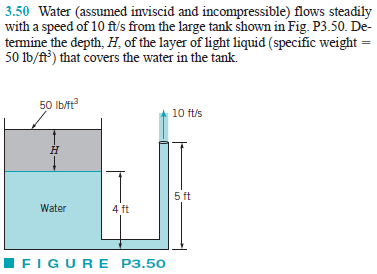 3.50 Water (assumed inviscid and incompressible) flows steadily
with a speed of 10 ft/s from the large tank shown in Fig. P3.50. De-
termine the depth, H, of the layer of light liquid (specific weight =
50 lb/ft³) that covers the water in the tank.
50 lb/ft³
10 ft/s
H
5 ft
Water
4 ft
FIGURE P3.50